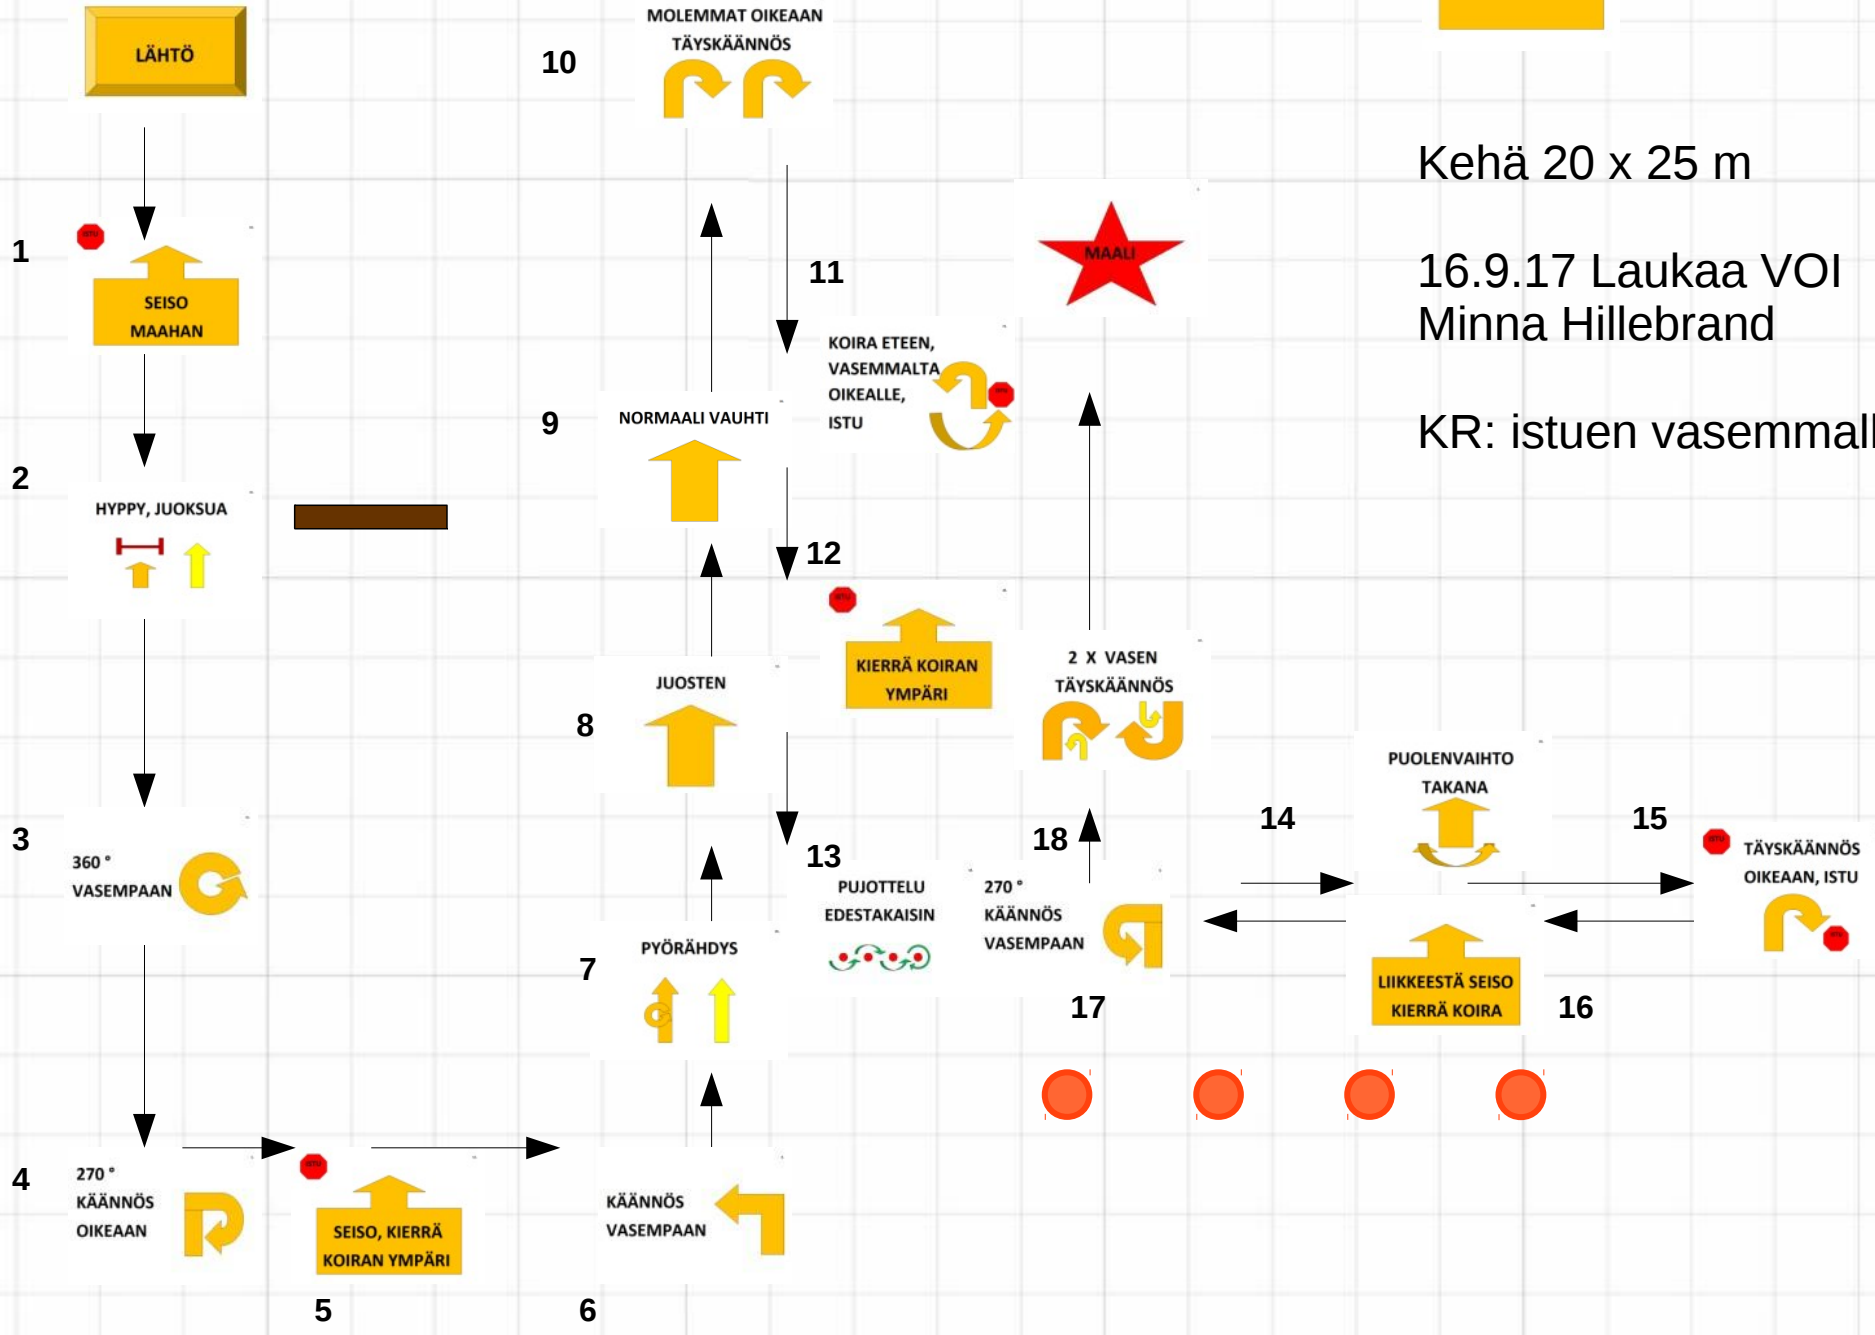 LÄHTÖ
1
SEISO
MAAHAN
2
HYPPY, JUOKSUA
3
360 °
VASEMPAAN
4
270 °
KÄÄNNÖS
OIKEAAN
SEISO, KIERRÄ
KOIRAN YMPÄRI
5
KÄÄNNÖS
VASEMPAAN
6
7
PYÖRÄHDYS
8
JUOSTEN
9
NORMAALI VAUHTI
10
MOLEMMAT OIKEAAN
TÄYSKÄÄNNÖS
11
KOIRA ETEEN,
VASEMMALTA
OIKEALLE,
ISTU
12
KIERRÄ KOIRAN
YMPÄRI
13
PUJOTTELU
EDESTAKAISIN
14
PUOLENVAIHTO
TAKANA
15
TÄYSKÄÄNNÖS
OIKEAAN, ISTU
16
LIIKKEESTÄ SEISO
KIERRÄ KOIRA
17
270 °
KÄÄNNÖS
VASEMPAAN
18
2 X VASEN
TÄYSKÄÄNNÖS
MAALI
Kehä 20 x 25 m
16.9.17 Laukaa VOI
Minna Hillebrand
KR: istuen vasemmall